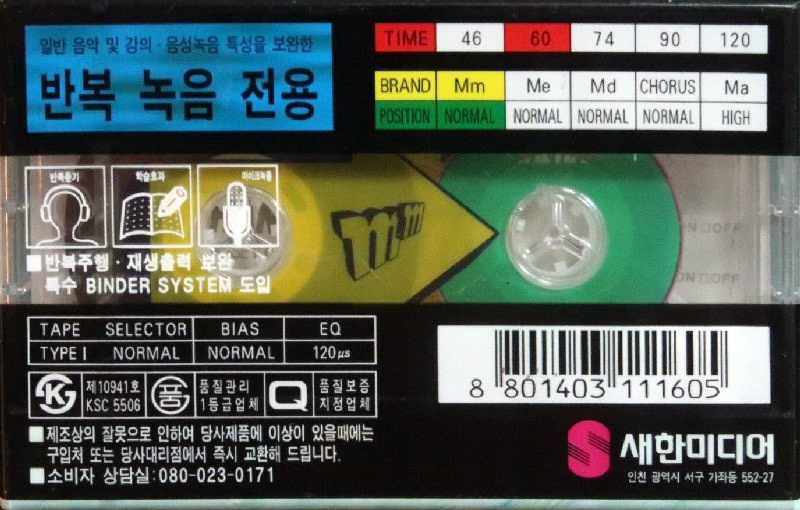 일반 음악 및 강의·음성녹음 특성을 보완한
반복 녹음 전용
TIME 46 60 74 90 120
BRAND Mm Me Md CHORUS Ma
POSITION NORMAL NORMAL NORMAL NORMAL HIGH
반복듣기 학습효과 마이크녹음
Mm
ON OFF
ON OFF
■반복주행·재생출력 보완
특수 BINDER SYSTEM 도입
TAPE SELECTOR BIAS EQ
TYPE I NORMAL NORMAL 120μs
제10941호 품 품질관리 Q 품질보증
KSC 5506 1등급업체 지정업체
8 801403 111605
■제조상의 잘못으로 인하여 당사제품에 이상이 있을때에는
구입처 또는 당사대리점에서 즉시 교환해 드립니다.
■소비자 상담실:080-023-0171
새한미디어
인천 광역시 서구 가좌동 552-27